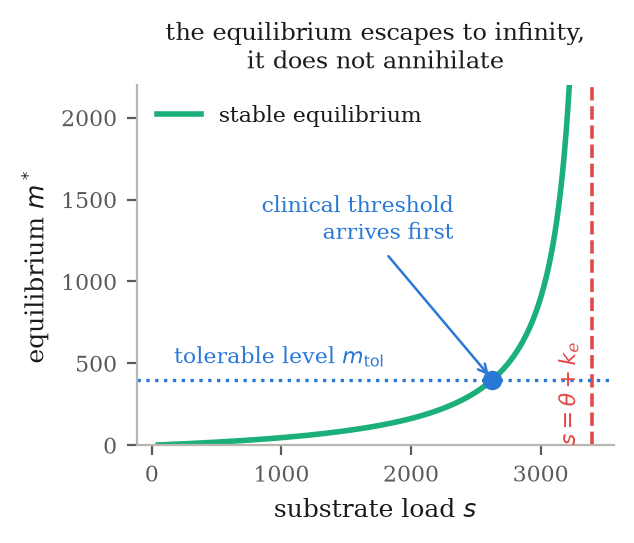 the equilibrium escapes to infinity,
it does not annihilate
stable equilibrium
clinical threshold
arrives first
tolerable level m_tol
s = θ + k_e
equilibrium m*
2000
1500
1000
500
0
0 1000 2000 3000
substrate load s